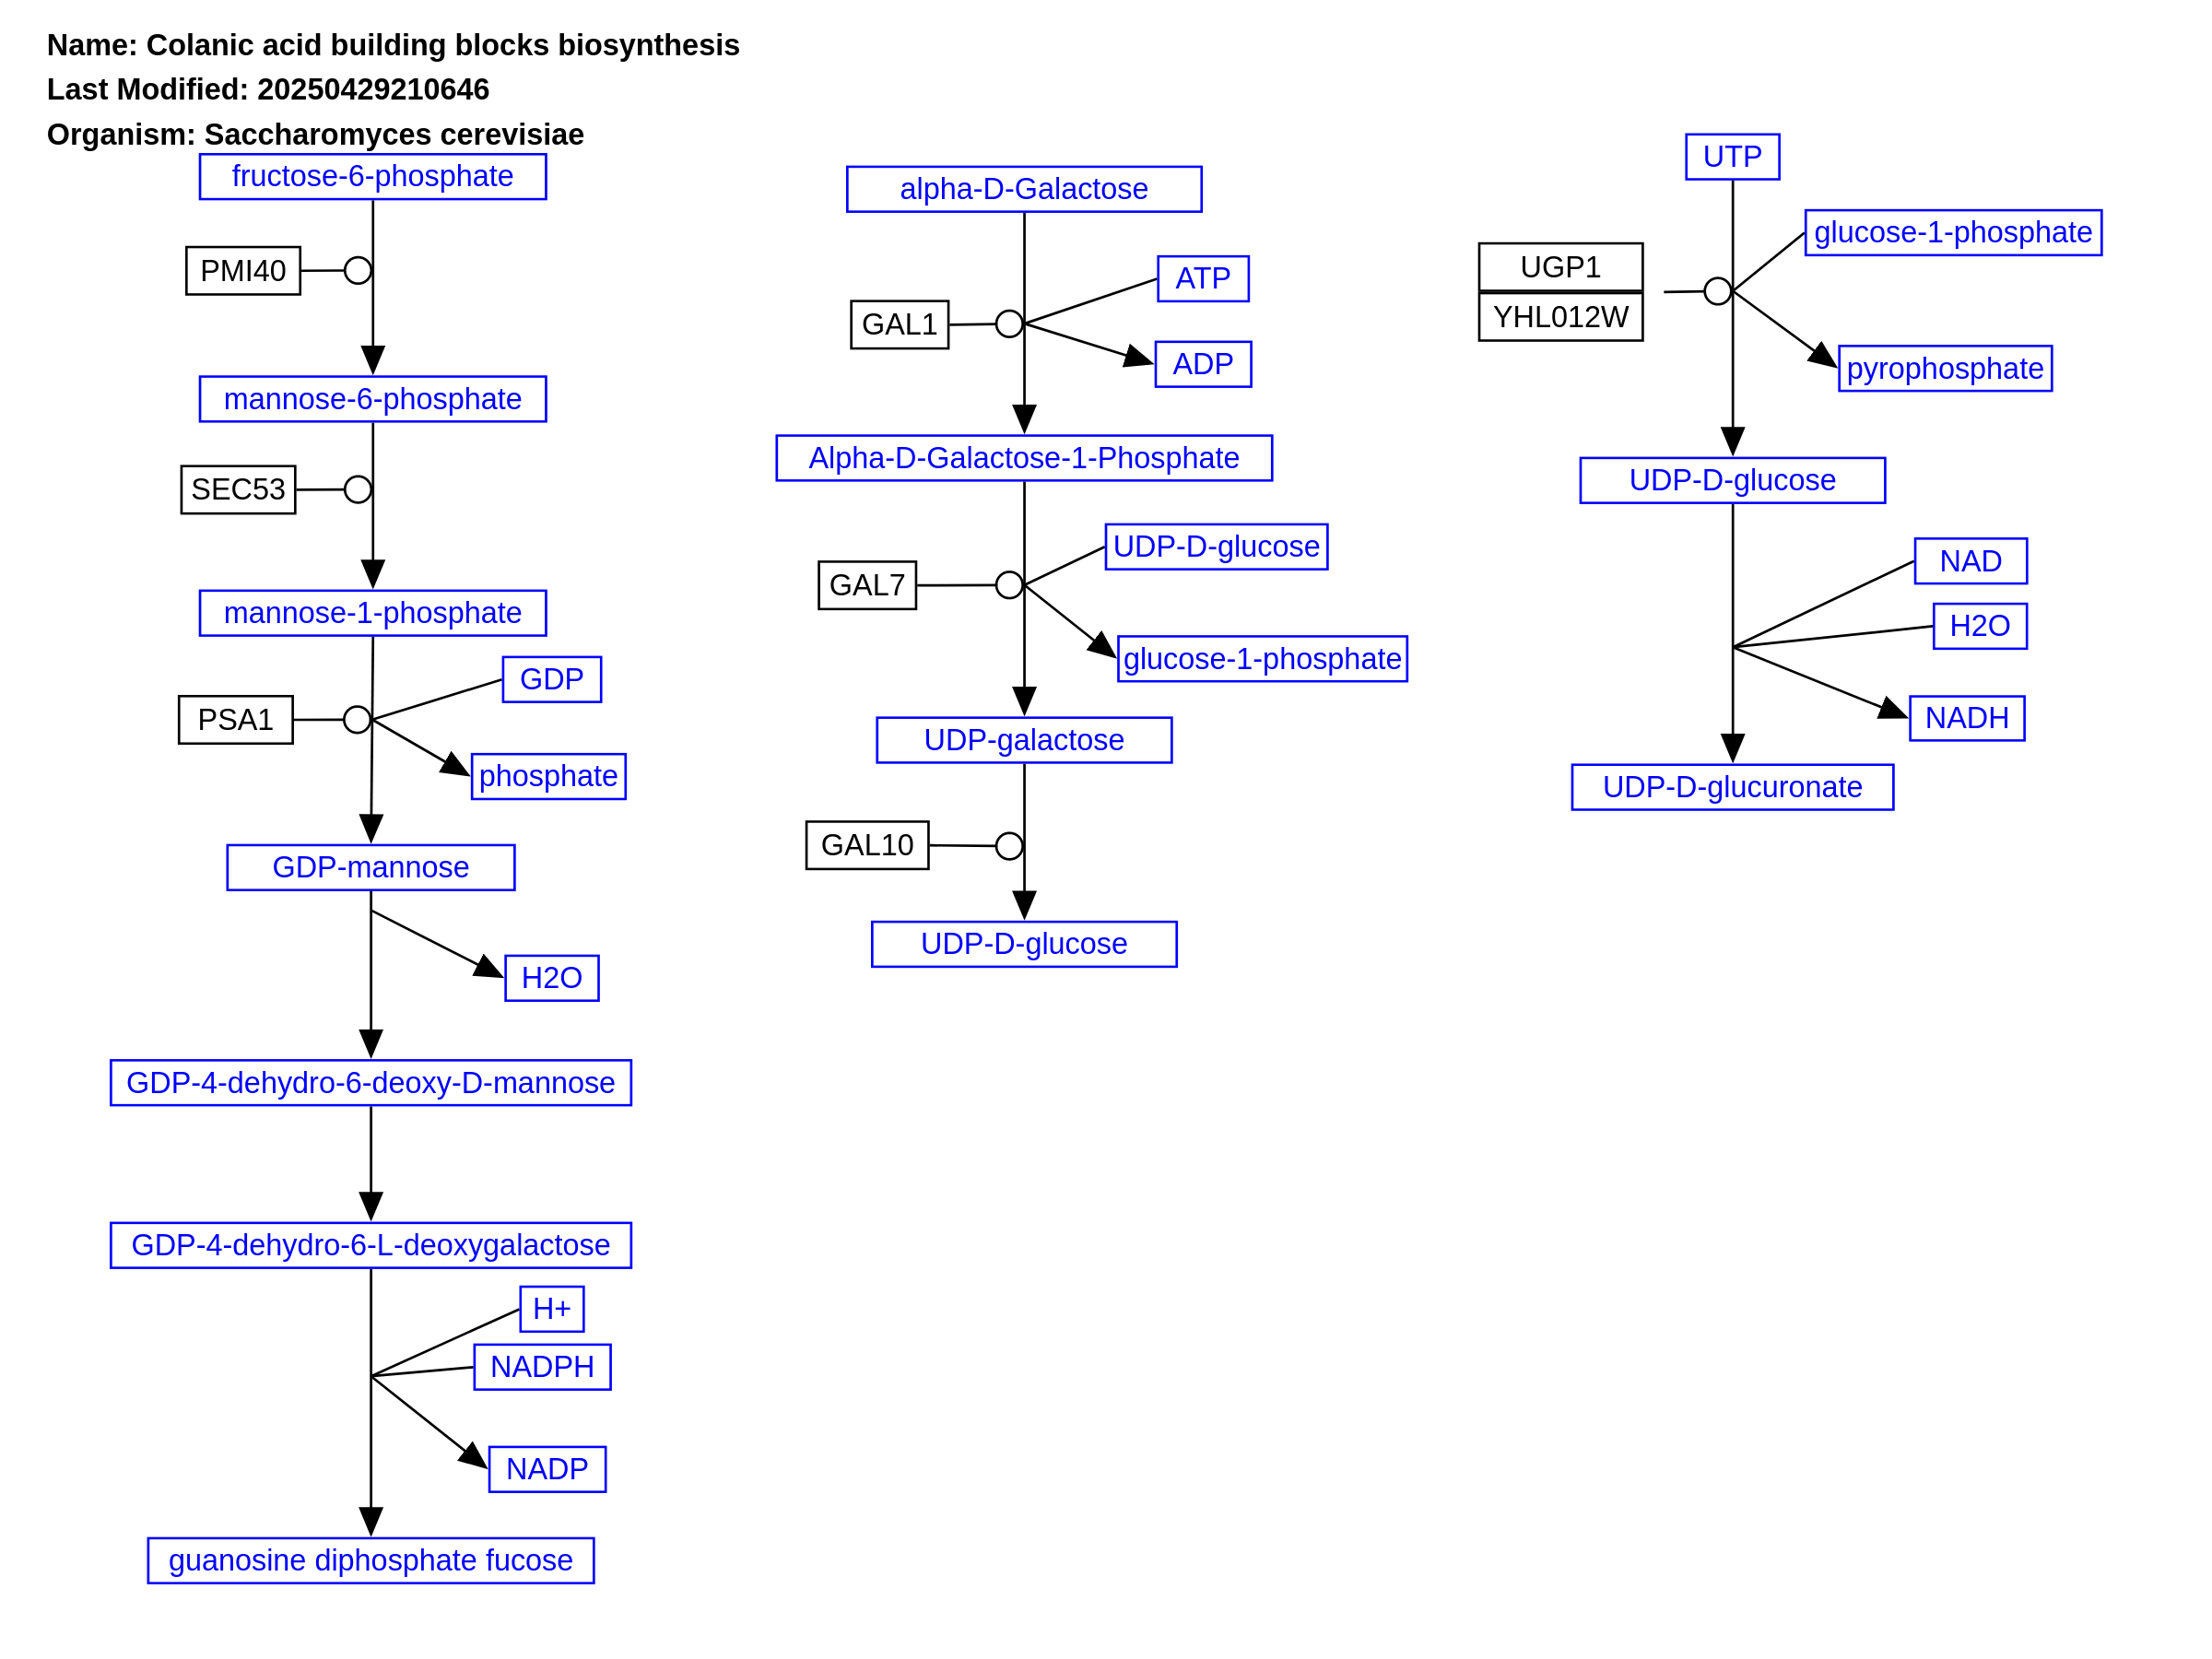 Name: Colanic acid building blocks biosynthesis
Last Modified: 20250429210646
Organism: Saccharomyces cerevisiae
fructose-6-phosphate
PMI40
mannose-6-phosphate
SEC53
mannose-1-phosphate
GDP
PSA1
phosphate
GDP-mannose
H2O
GDP-4-dehydro-6-deoxy-D-mannose
GDP-4-dehydro-6-L-deoxygalactose
H+
NADPH
NADP
guanosine diphosphate fucose
alpha-D-Galactose
ATP
GAL1
ADP
Alpha-D-Galactose-1-Phosphate
UDP-D-glucose
GAL7
glucose-1-phosphate
UDP-galactose
GAL10
UDP-D-glucose
UTP
glucose-1-phosphate
UGP1
YHL012W
pyrophosphate
UDP-D-glucose
NAD
H2O
NADH
UDP-D-glucuronate